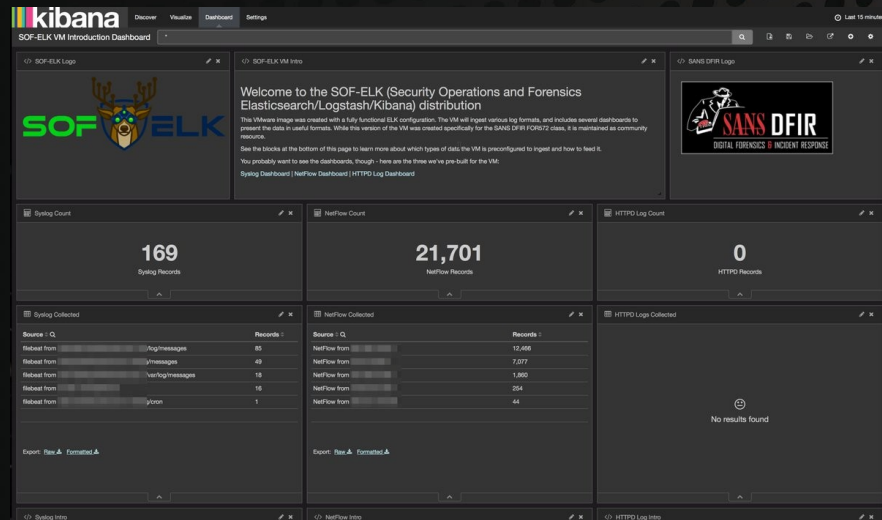 kibana
Discover Visualize Dashboard Settings
Last 15 minute
SOF-ELK VM Introduction Dashboard
*
</> SOF-ELK Logo
SOF ELK
</> SOF-ELK VM Intro
Welcome to the SOF-ELK (Security Operations and Forensics
Elasticsearch/Logstash/Kibana) distribution
This VMware image was created with a fully functional ELK configuration. The VM will ingest various log formats, and includes several dashboards to
present the data in useful formats. While this version of the VM was created specifically for the SANS DFIR FOR572 class, it is maintained as community
resource.
See the blocks at the bottom of this page to learn more about which types of data the VM is preconfigured to ingest and how to feed it.
You probably want to see the dashboards, though - here are the three we've pre-built for the VM:
Syslog Dashboard | NetFlow Dashboard | HTTPD Log Dashboard
</> SANS DFIR Logo
SANS DFIR
DIGITAL FORENSICS & INCIDENT RESPONSE
Syslog Count
169
Syslog Records
NetFlow Count
21,701
NetFlow Records
HTTPD Log Count
0
HTTPD Records
Syslog Collected
Source Records
filebeat from /log/messages 85
filebeat from /messages 49
filebeat from /var/log/messages 18
filebeat from 16
filebeat from /cron 1
Export: Raw Formatted
NetFlow Collected
Source Records
NetFlow from 12,466
NetFlow from 7,077
NetFlow from 1,860
NetFlow from 254
NetFlow from 44
Export: Raw Formatted
HTTPD Logs Collected
No results found
</> Syslog Intro
</> NetFlow Intro
</> HTTPD Log Intro